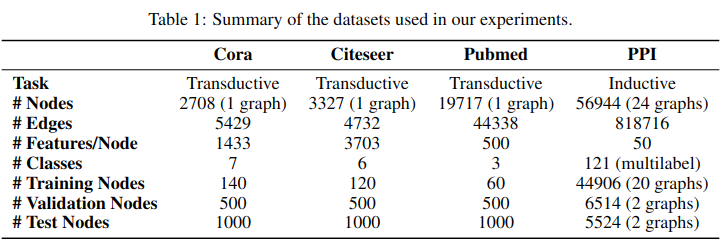 Table 1: Summary of the datasets used in our experiments.
Cora Citeseer Pubmed PPI
Task Transductive Transductive Transductive Inductive
# Nodes 2708 (1 graph) 3327 (1 graph) 19717 (1 graph) 56944 (24 graphs)
# Edges 5429 4732 44338 818716
# Features/Node 1433 3703 500 50
# Classes 7 6 3 121 (multilabel)
# Training Nodes 140 120 60 44906 (20 graphs)
# Validation Nodes 500 500 500 6514 (2 graphs)
# Test Nodes 1000 1000 1000 5524 (2 graphs)